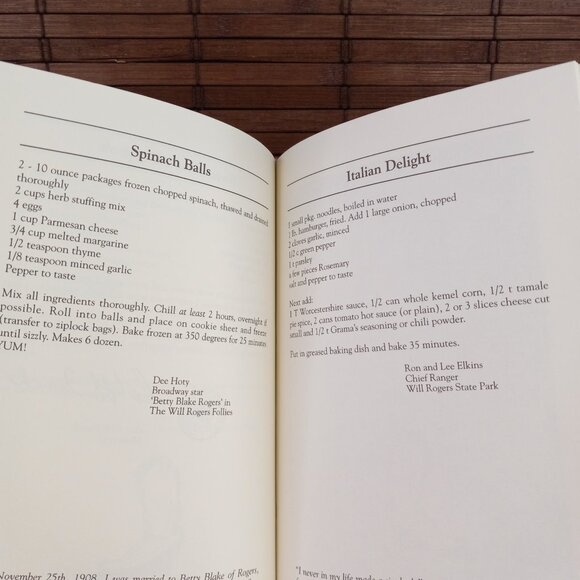 Spinach Balls
2 - 10 ounce packages frozen chopped spinach, thawed and drained
thoroughly
2 cups herb stuffing mix
4 eggs
1 cup Parmesan cheese
3/4 cup melted margarine
1/2 teaspoon thyme
1/8 teaspoon minced garlic
Pepper to taste
Mix all ingredients thoroughly. Chill at least 2 hours, overnight if
possible. Roll into balls and place on cookie sheet and freeze
(transfer to ziplock bags). Bake frozen at 350 degrees for 25 minutes
until sizzly. Makes 6 dozen.
YUM!
Dee Hoty
Broadway star
'Betty Blake Rogers' in
The Will Rogers Follies
November 25th, 1908, I was married to Betty Blake of Rogers,
Italian Delight
1 small pkg. noodles, boiled in water
lb. hamburger, fried. Add 1 large onion, chopped
2 cloves garlic, minced
1/2 c green pepper
1 t parsley
a few pieces Rosemary
salt and pepper to taste
Next add:
1 T Worcestershire sauce, 1/2 can whole kernel corn, 1/2 t tamale
pie spice, 2 cans tomato hot sauce (or plain), 2 or 3 slices cheese cut
small and 1/2 t Grama's seasoning or chili powder.
Put in greased baking dish and bake 35 minutes.
Ron and Lee Elkins
Chief Ranger
Will Rogers State Park
"I never in my life made